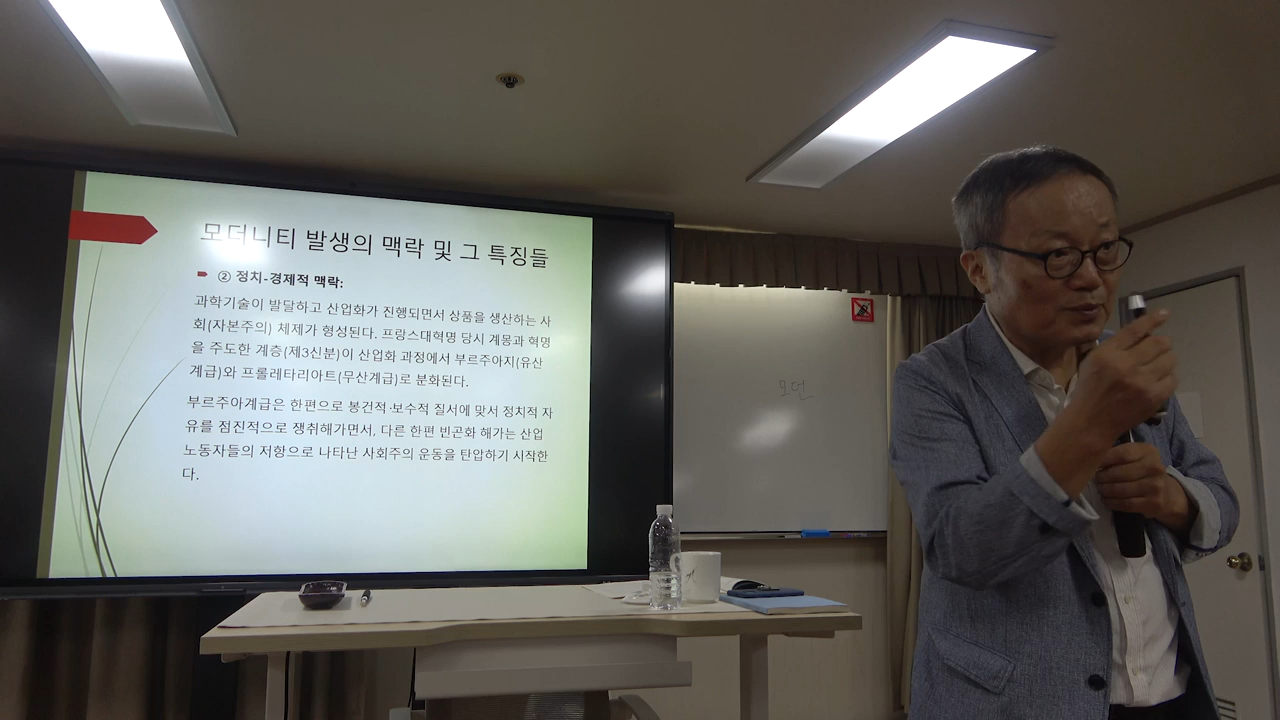 모더니티 발생의 맥락 및 그 특징들
② 정치-경제적 맥락:
과학기술이 발달하고 산업화가 진행되면서 상품을 생산하는 사
회(자본주의) 체제가 형성된다. 프랑스대혁명 당시 계몽과 혁명
을 주도한 계층(제3신분)이 산업화 과정에서 부르주아지(유산
계급)와 프롤레타리아트(무산계급)로 분화된다.
부르주아계급은 한편으로 봉건적·보수적 질서에 맞서 정치적 자
유를 점진적으로 쟁취해가면서, 다른 한편 빈곤화 해가는 산업
노동자들의 저항으로 나타난 사회주의 운동을 탄압하기 시작한
다.
모던